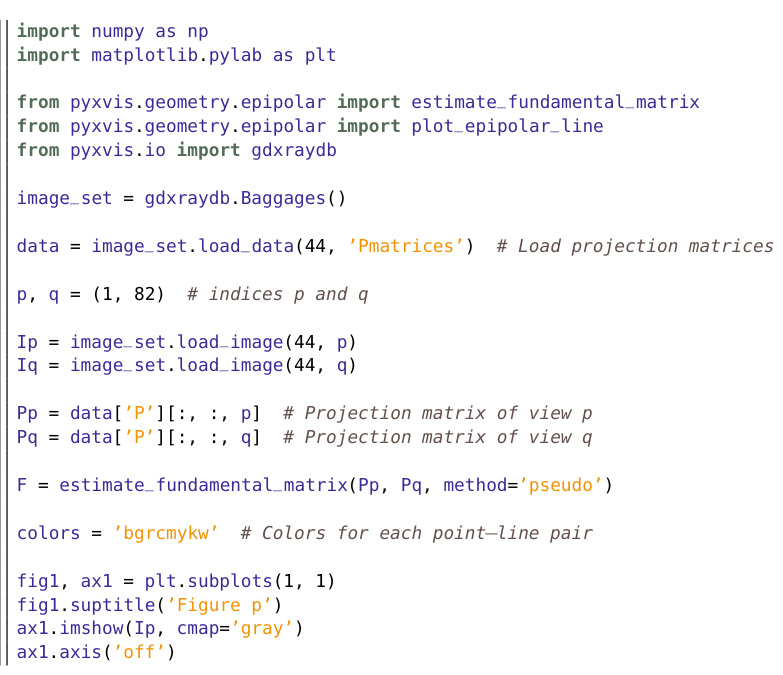 import numpy as np
import matplotlib.pylab as plt
from pyxvis.geometry.epipolar import estimate_fundamental_matrix
from pyxvis.geometry.epipolar import plot_epipolar_line
from pyxvis.io import gdxraydb
image_set = gdxraydb.Baggages()
data = image_set.load_data(44, ’Pmatrices’)  # Load projection matrices
p, q = (1, 82)  # indices p and q
Ip = image_set.load_image(44, p)
Iq = image_set.load_image(44, q)
Pp = data[’P’][:, :, p]  # Projection matrix of view p
Pq = data[’P’][:, :, q]  # Projection matrix of view q
F = estimate_fundamental_matrix(Pp, Pq, method=’pseudo’)
colors = ’bgrcmykw’  # Colors for each point–line pair
fig1, ax1 = plt.subplots(1, 1)
fig1.suptitle(’Figure p’)
ax1.imshow(Ip, cmap=’gray’)
ax1.axis(’off’)